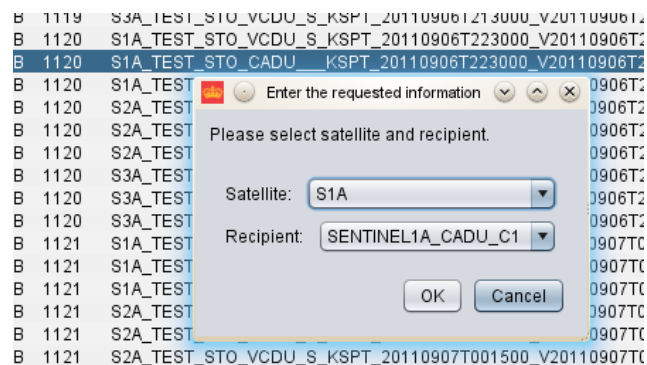 B 1119 S3A_TEST_STO_VCDU_S_KSPT_20110906T213000_V20110906T2
B 1120 S1A_TEST_STO_VCDU_S_KSPT_20110906T223000_V20110906T2
B 1120 S1A_TEST_STO_CADU___KSPT_20110906T223000_V20110906T2
B 1120 S1A_TEST 0906T2
Enter the requested information
B 1120 S1A_TEST 0906T2
B 1120 S2A_TEST 0906T2
Please select satellite and recipient.
B 1120 S2A_TEST 0906T2
B 1120 S2A_TEST 0906T2
B 1120 S3A_TEST 0906T2
Satellite: S1A
B 1120 S3A_TEST 0906T2
B 1120 S3A_TEST 0906T2
Recipient: SENTINEL1A_CADU_C1
B 1121 S1A_TEST 0907T0
B 1121 S1A_TEST 0907T0
B 1121 S1A_TEST 0907T0
OK Cancel
B 1121 S2A_TEST 0907T0
B 1121 S2A_TEST 0907T0
B 1121 S2A_TEST_STO_VCDU_S_KSPT_20110907T001500_V20110907T0